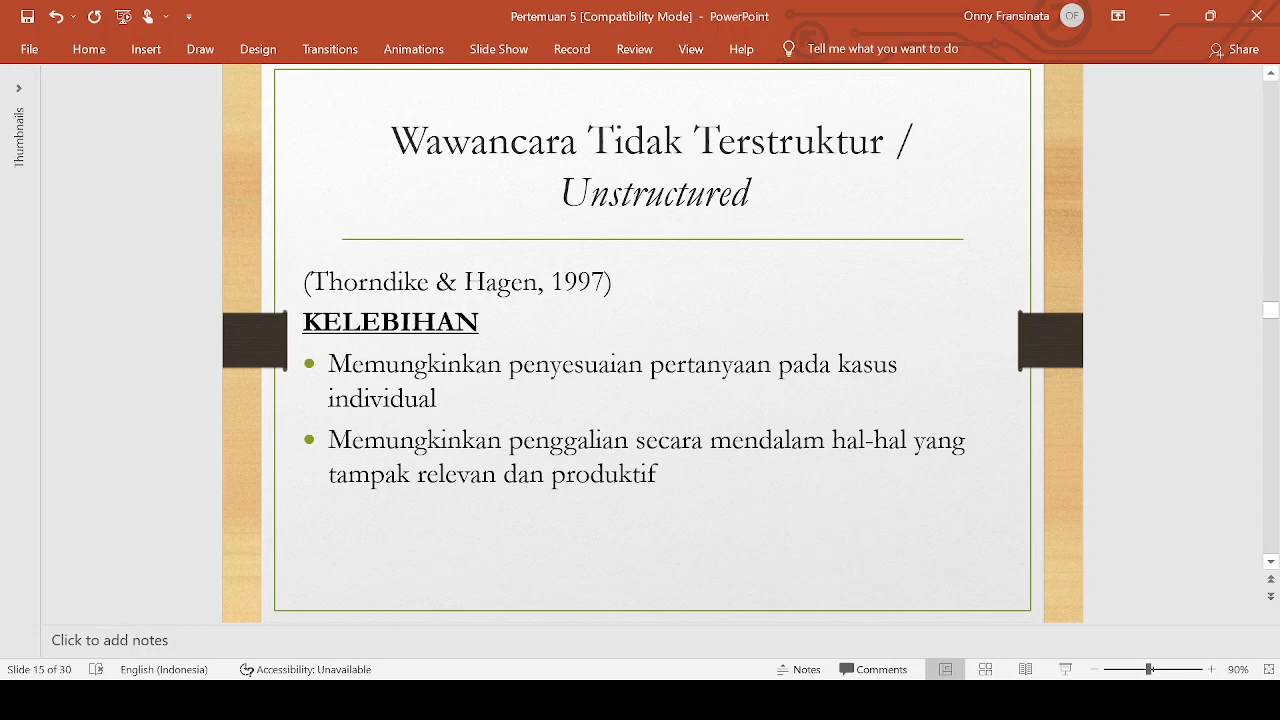 Pertemuan 5 [Compatibility Mode] - PowerPoint
Onny Fransinata
OF
File
Home
Insert
Draw
Design
Transitions
Animations
Slide Show
Record
Review
View
Help
Tell me what you want to do
Share
Thumbnails
Wawancara Tidak Terstruktur /
Unstructured
(Thorndike & Hagen, 1997)
KELEBIHAN
Memungkinkan penyesuaian pertanyaan pada kasus
individual
Memungkinkan penggalian secara mendalam hal-hal yang
tampak relevan dan produktif
Click to add notes
Slide 15 of 30
English (Indonesia)
Accessibility: Unavailable
Notes
Comments
90%